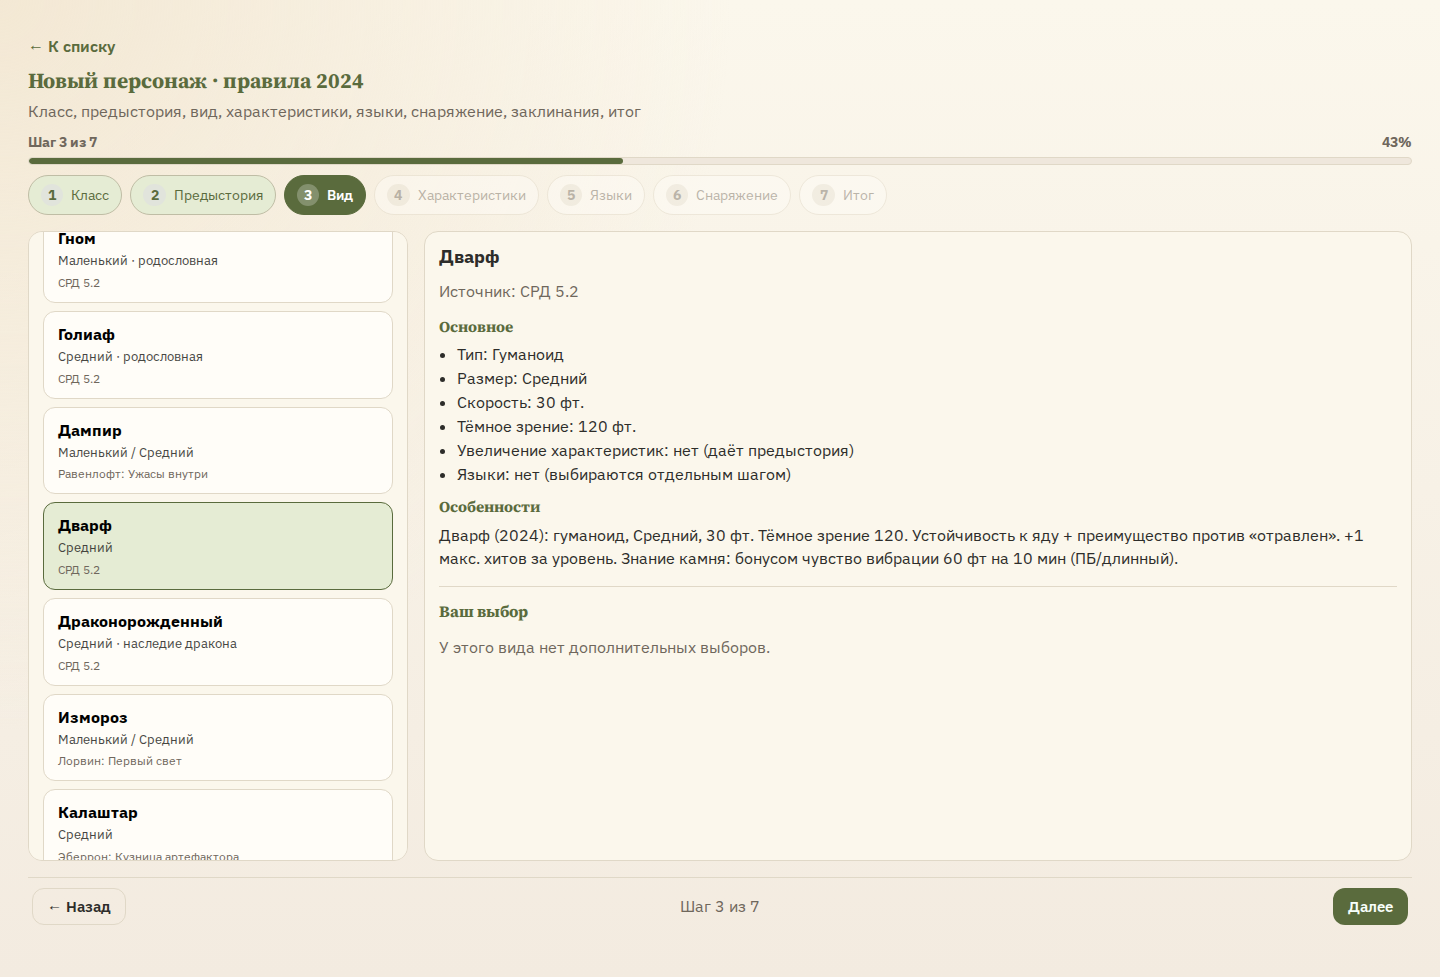 ← К списку
Новый персонаж · правила 2024
Класс, предыстория, вид, характеристики, языки, снаряжение, заклинания, итог
Шаг 3 из 7
43%
1 Класс
2 Предыстория
3 Вид
4 Характеристики
5 Языки
6 Снаряжение
7 Итог
Гном
Маленький · родословная
СРД 5.2
Голиаф
Средний · родословная
СРД 5.2
Дампир
Маленький / Средний
Равенлофт: Ужасы внутри
Дварф
Средний
СРД 5.2
Драконорожденный
Средний · наследие дракона
СРД 5.2
Измороз
Маленький / Средний
Лорвин: Первый свет
Калаштар
Средний
Эберрон: Кузница артефактора
Дварф
Источник: СРД 5.2
Основное
• Тип: Гуманоид
• Размер: Средний
• Скорость: 30 фт.
• Тёмное зрение: 120 фт.
• Увеличение характеристик: нет (даёт предыстория)
• Языки: нет (выбираются отдельным шагом)
Особенности
Дварф (2024): гуманоид, Средний, 30 фт. Тёмное зрение 120. Устойчивость к яду + преимущество против «отравлен». +1
макс. хитов за уровень. Знание камня: бонусом чувство вибрации 60 фт на 10 мин (ПБ/длинный).
Ваш выбор
У этого вида нет дополнительных выборов.
← Назад
Шаг 3 из 7
Далее